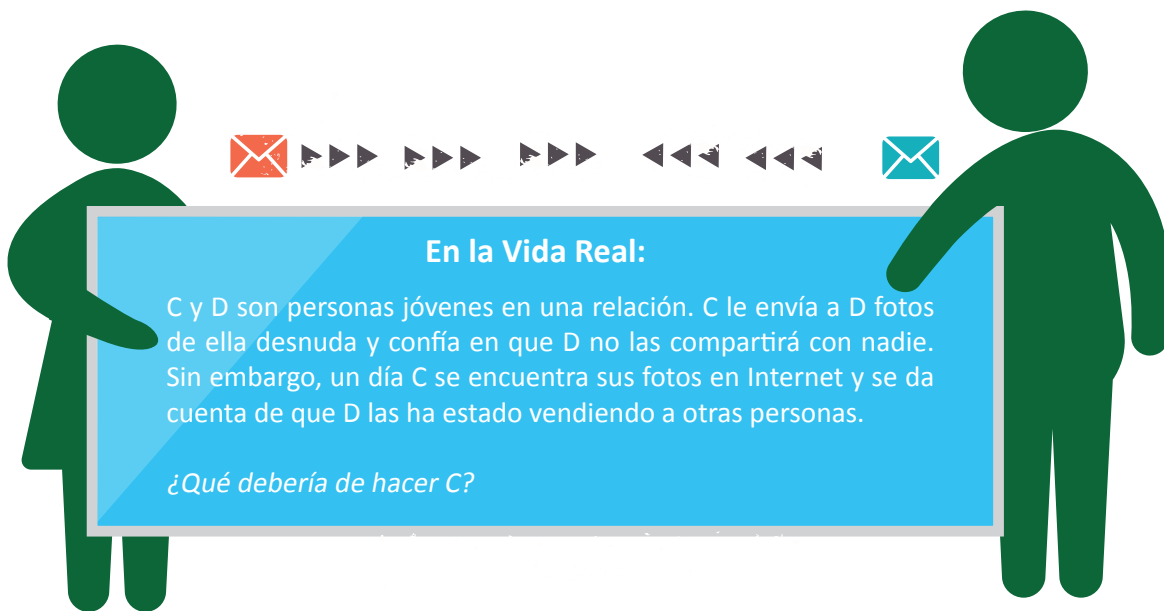 En la Vida Real:
C y D son personas jóvenes en una relación. C le envía a D fotos
de ella desnuda y confía en que D no las compartirá con nadie.
Sin embargo, un día C se encuentra sus fotos en Internet y se da
cuenta de que D las ha estado vendiendo a otras personas.
¿Qué debería de hacer C?